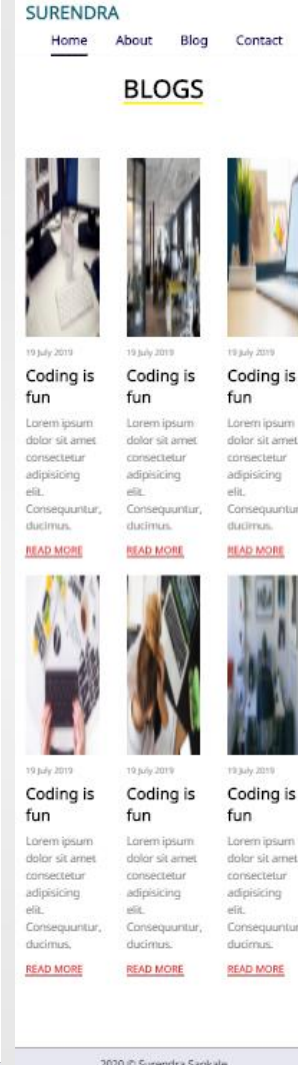 SURENDRA
Home About Blog Contact
BLOGS
19 July 2019
Coding is
fun
Lorem ipsum
dolor sit amet
consectetur
adipisicing
elit.
Consequuntur,
ducimus.
READ MORE
19 July 2019
Coding is
fun
Lorem ipsum
dolor sit amet
consectetur
adipisicing
elit.
Consequuntur,
ducimus.
READ MORE
19 July 2019
Coding is
fun
Lorem ipsum
dolor sit amet
consectetur
adipisicing
elit.
Consequuntur
ducimus.
READ MORE
19 July 2019
Coding is
fun
Lorem ipsum
dolor sit amet
consectetur
adipisicing
elit.
Consequuntur,
ducimus.
READ MORE
19 July 2019
Coding is
fun
Lorem ipsum
dolor sit amet
consectetur
adipisicing
elit.
Consequuntur,
ducimus.
READ MORE
19 July 2019
Coding is
fun
Lorem ipsum
dolor sit amet
consectetur
adipisicing
elit.
Consequuntur
ducimus.
READ MORE
2020 © Surendra